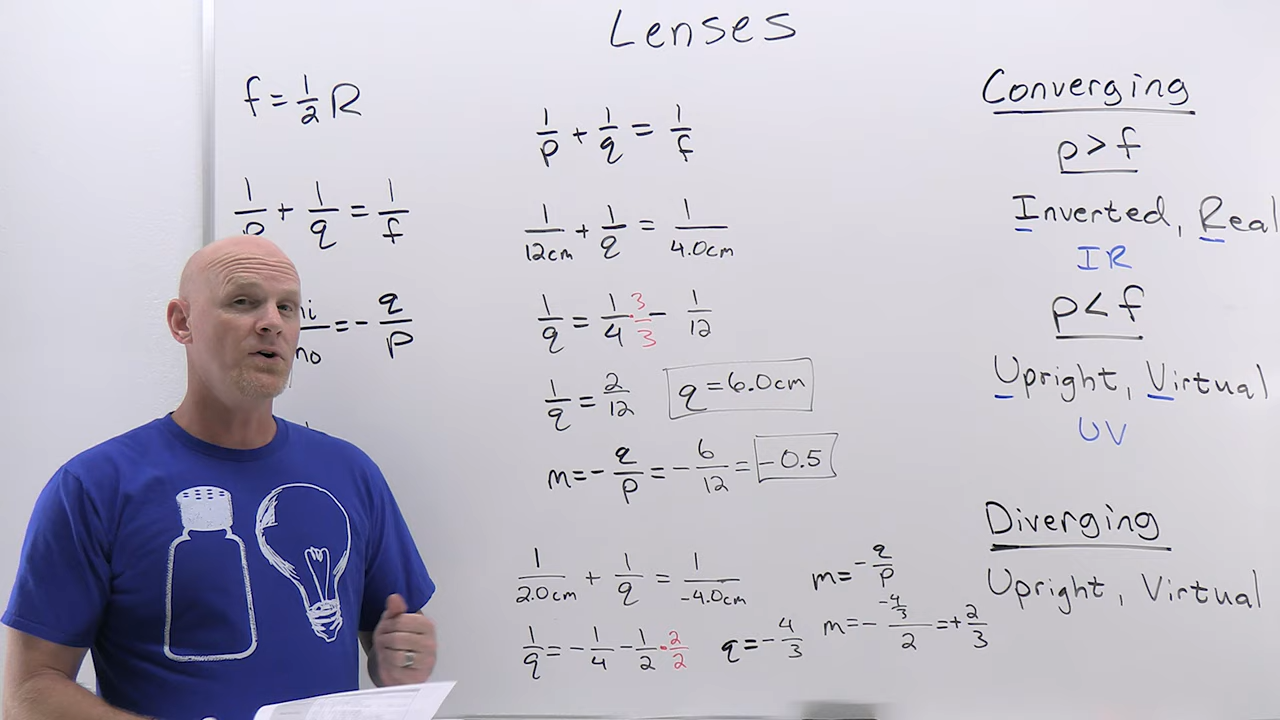 Lenses
f = 1/2 R
1/p + 1/q = 1/f
hi/ho = - q/p
1/p + 1/q = 1/f
1/12cm + 1/q = 1/4.0cm
1/q = 1/4 · 3/3 - 1/12
1/q = 2/12
q = 6.0cm
m = - q/p = - 6/12 = -0.5
1/2.0cm + 1/q = 1/-4.0cm
1/q = - 1/4 - 1/2 · 2/2
q = - 4/3
m = - q/p
m = - (-4/3)/2 = + 2/3
Converging
p > f
Inverted, Real
IR
p < f
Upright, Virtual
UV
Diverging
Upright, Virtual